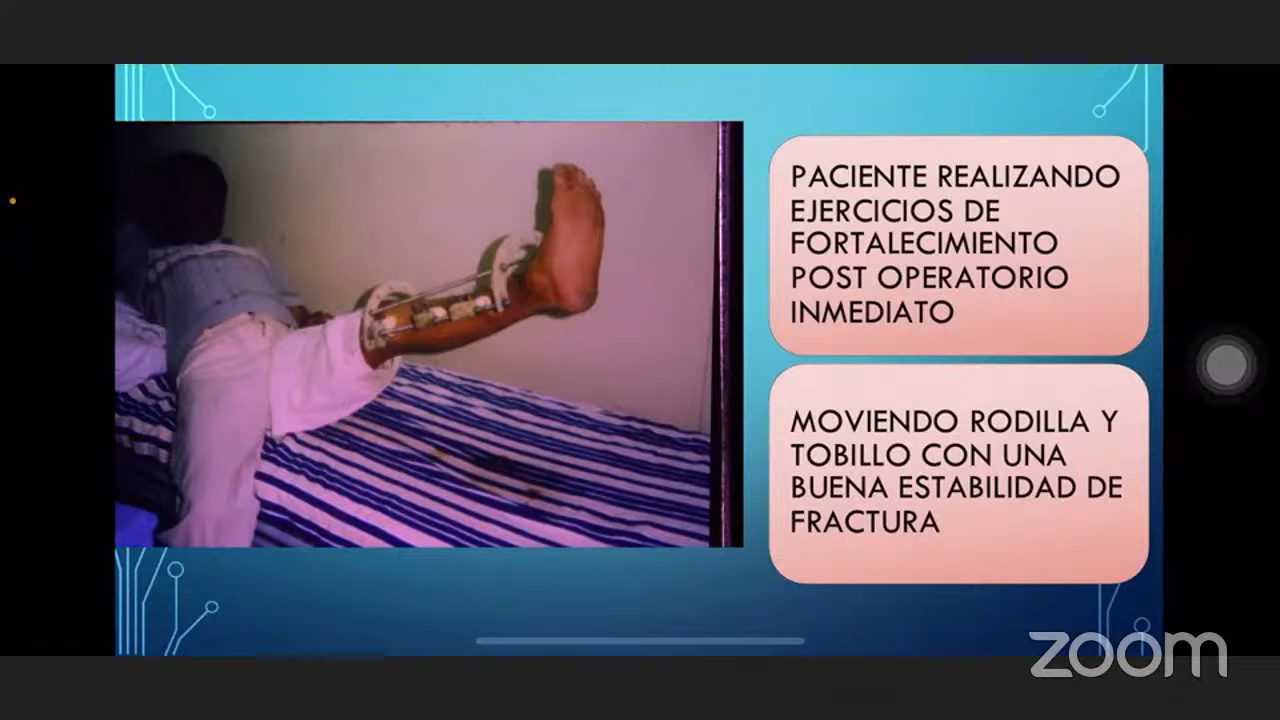 PACIENTE REALIZANDO
EJERCICIOS DE
FORTALECIMIENTO
POST OPERATORIO
INMEDIATO
MOVIENDO RODILLA Y
TOBILLO CON UNA
BUENA ESTABILIDAD DE
FRACTURA
zoom